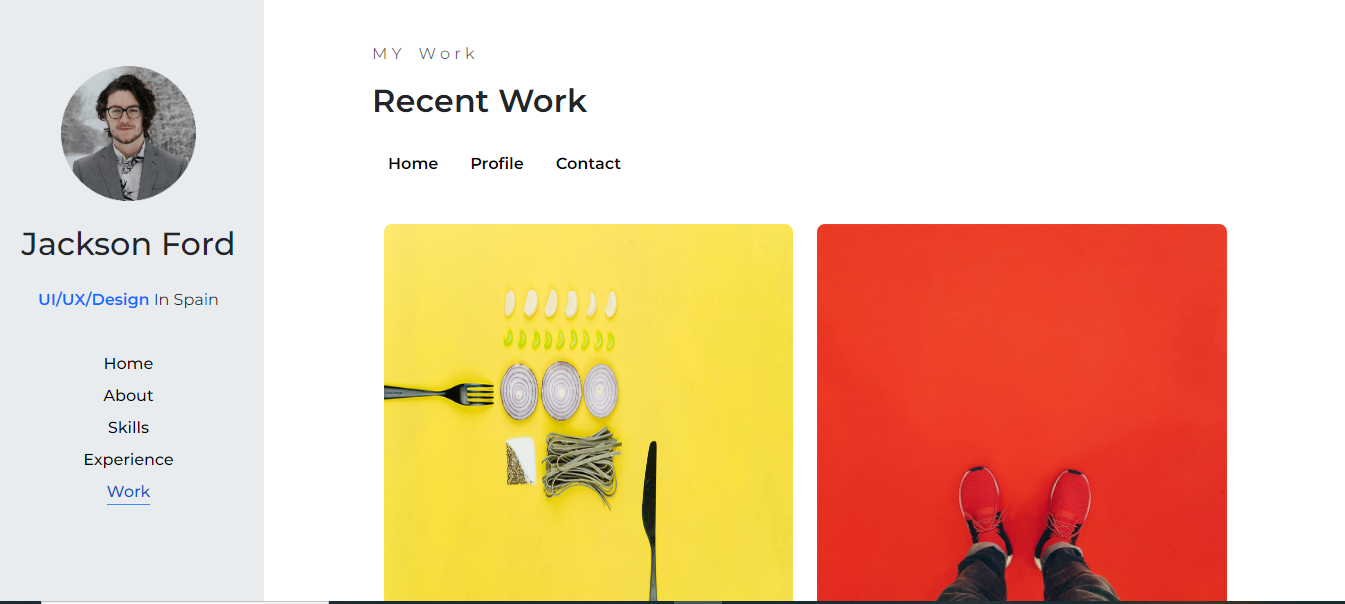 Jackson Ford
UI/UX/Design In Spain
Home
About
Skills
Experience
Work
MY Work
Recent Work
Home Profile Contact